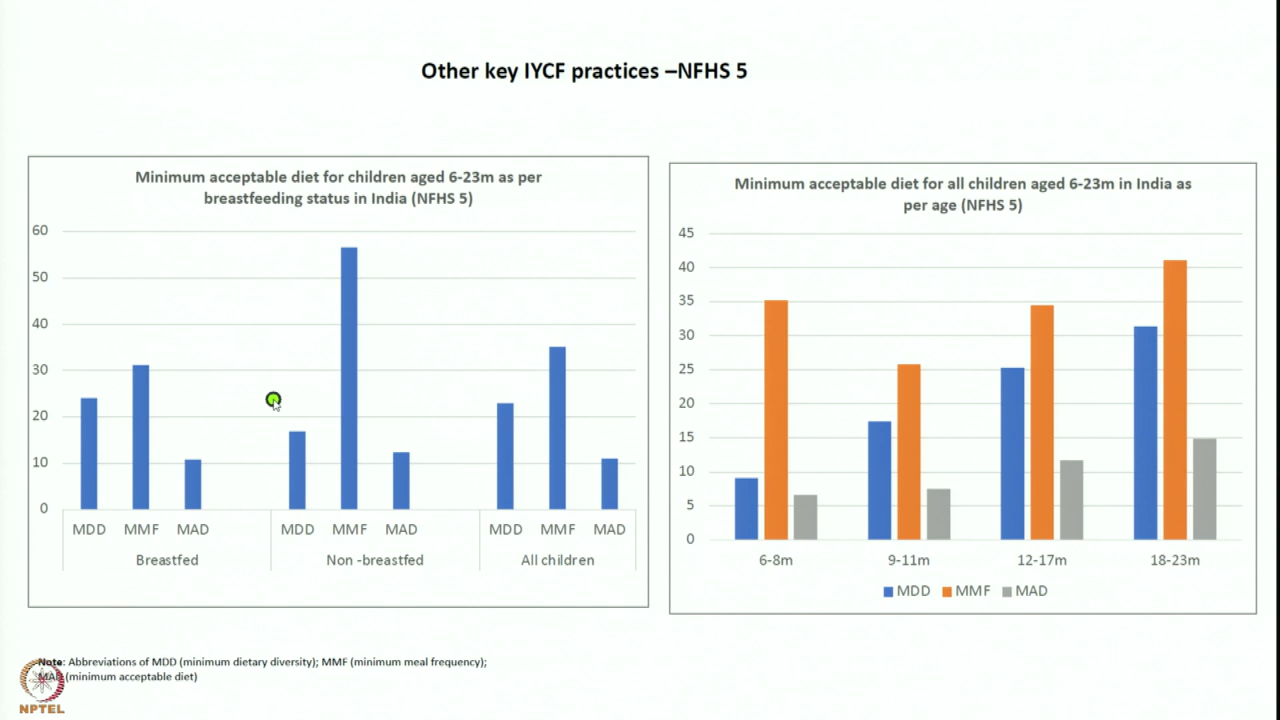 Other key IYCF practices –NFHS 5
Minimum acceptable diet for children aged 6-23m as per
breastfeeding status in India (NFHS 5)
60
50
40
30
20
10
0
MDD MMF MAD MDD MMF MAD MDD MMF MAD
Breastfed Non -breastfed All children
Minimum acceptable diet for all children aged 6-23m in India as
per age (NFHS 5)
45
40
35
30
25
20
15
10
5
0
6-8m 9-11m 12-17m 18-23m
MDD MMF MAD
Note: Abbreviations of MDD (minimum dietary diversity); MMF (minimum meal frequency);
MAD (minimum acceptable diet)
NPTEL